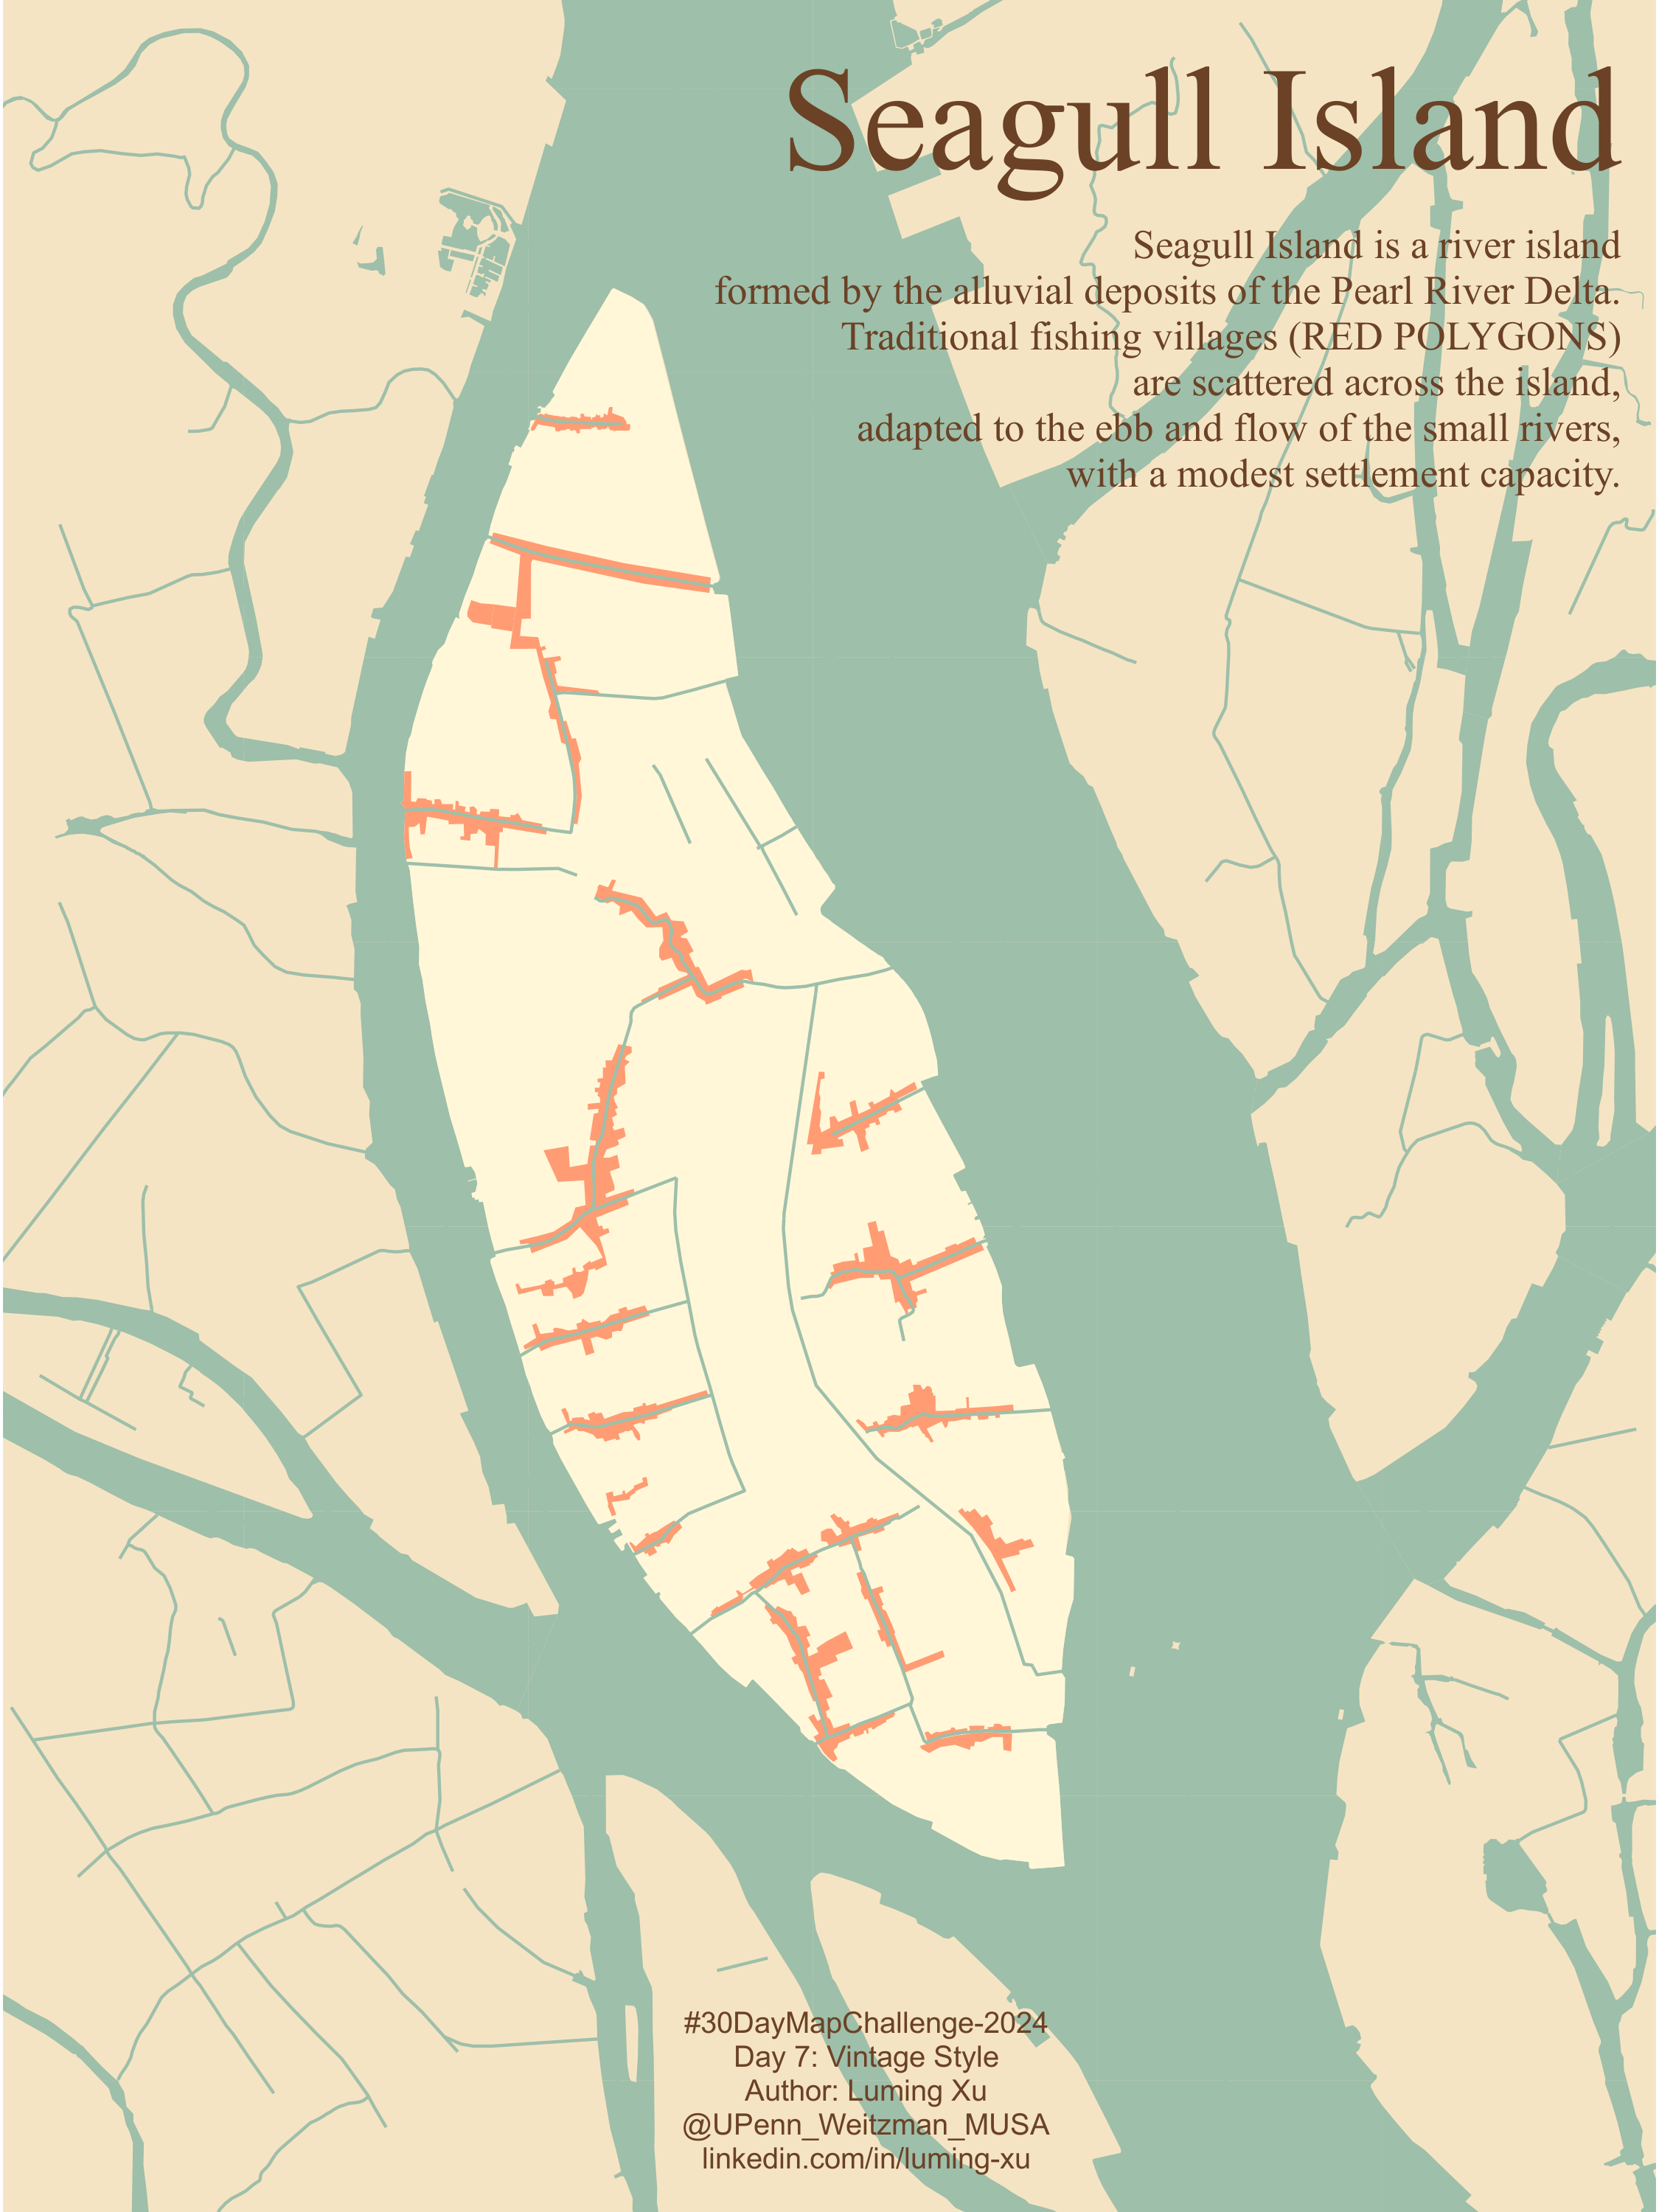 Seagull Island
Seagull Island is a river island
formed by the alluvial deposits of the Pearl River Delta.
Traditional fishing villages (RED POLYGONS)
are scattered across the island,
adapted to the ebb and flow of the small rivers,
with a modest settlement capacity.
#30DayMapChallenge-2024
Day 7: Vintage Style
Author: Luming Xu
@UPenn_Weitzman_MUSA
linkedin.com/in/luming-xu